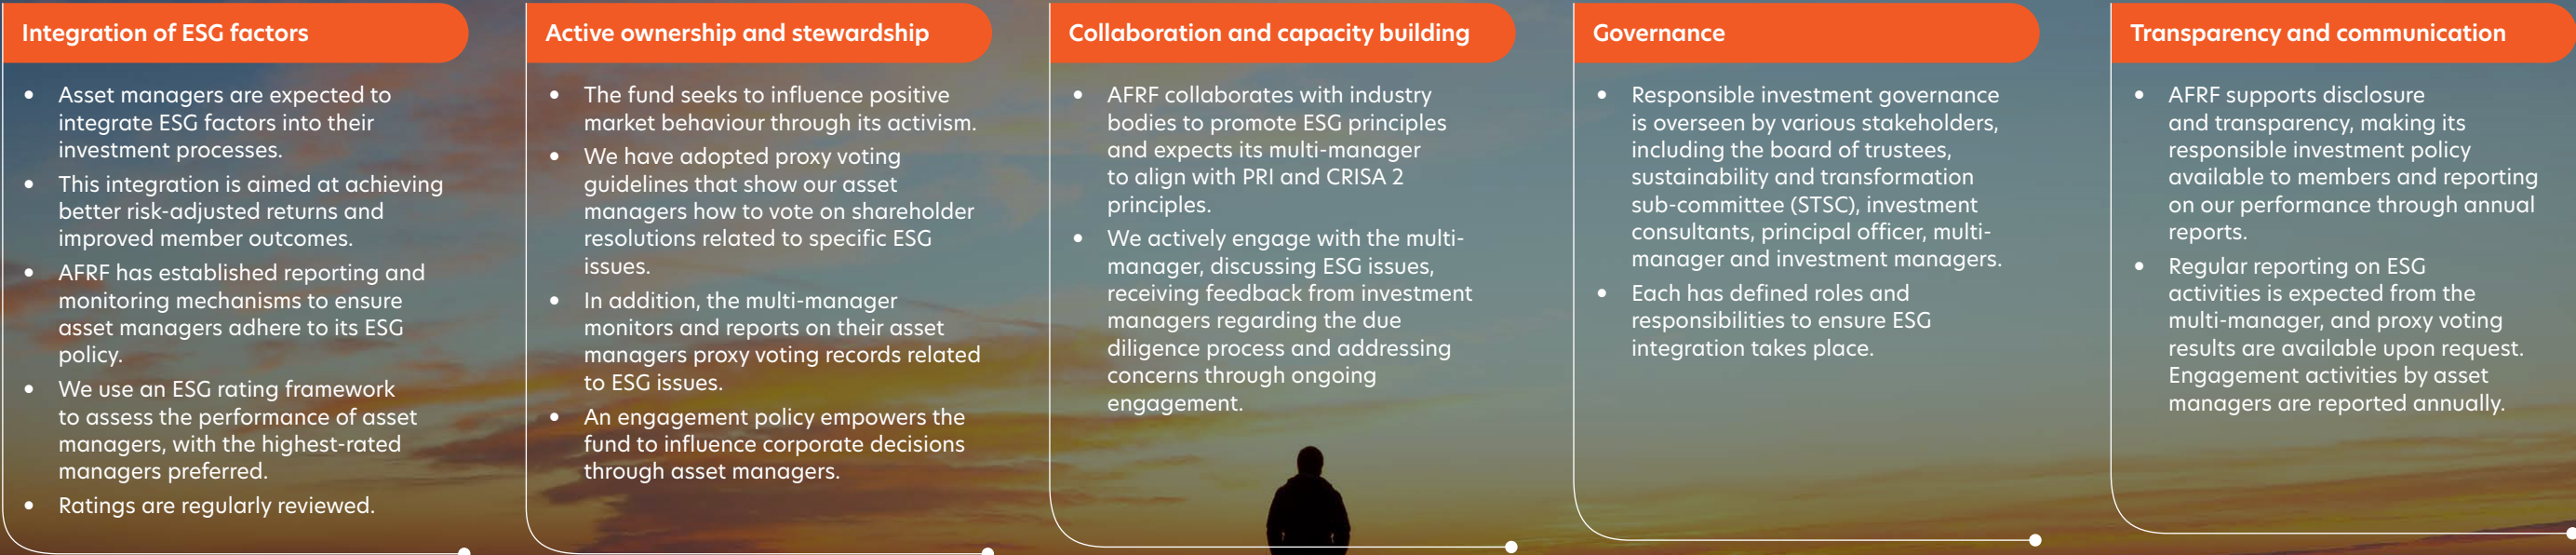 Integration of ESG factors
• Asset managers are expected to
integrate ESG factors into their
investment processes.
• This integration is aimed at achieving
better risk-adjusted returns and
improved member outcomes.
• AFRF has established reporting and
monitoring mechanisms to ensure
asset managers adhere to its ESG
policy.
• We use an ESG rating framework
to assess the performance of asset
managers, with the highest-rated
managers preferred.
• Ratings are regularly reviewed.
Active ownership and stewardship
• The fund seeks to influence positive
market behaviour through its activism.
• We have adopted proxy voting
guidelines that show our asset
managers how to vote on shareholder
resolutions related to specific ESG
issues.
• In addition, the multi-manager
monitors and reports on their asset
managers proxy voting records related
to ESG issues.
• An engagement policy empowers the
fund to influence corporate decisions
through asset managers.
Collaboration and capacity building
• AFRF collaborates with industry
bodies to promote ESG principles
and expects its multi-manager
to align with PRI and CRISA 2
principles.
• We actively engage with the multi-
manager, discussing ESG issues,
receiving feedback from investment
managers regarding the due
diligence process and addressing
concerns through ongoing
engagement.
Governance
• Responsible investment governance
is overseen by various stakeholders,
including the board of trustees,
sustainability and transformation
sub-committee (STSC), investment
consultants, principal officer, multi-
manager and investment managers.
• Each has defined roles and
responsibilities to ensure ESG
integration takes place.
Transparency and communication
• AFRF supports disclosure
and transparency, making its
responsible investment policy
available to members and reporting
on our performance through annual
reports.
• Regular reporting on ESG
activities is expected from the
multi-manager, and proxy voting
results are available upon request.
Engagement activities by asset
managers are reported annually.